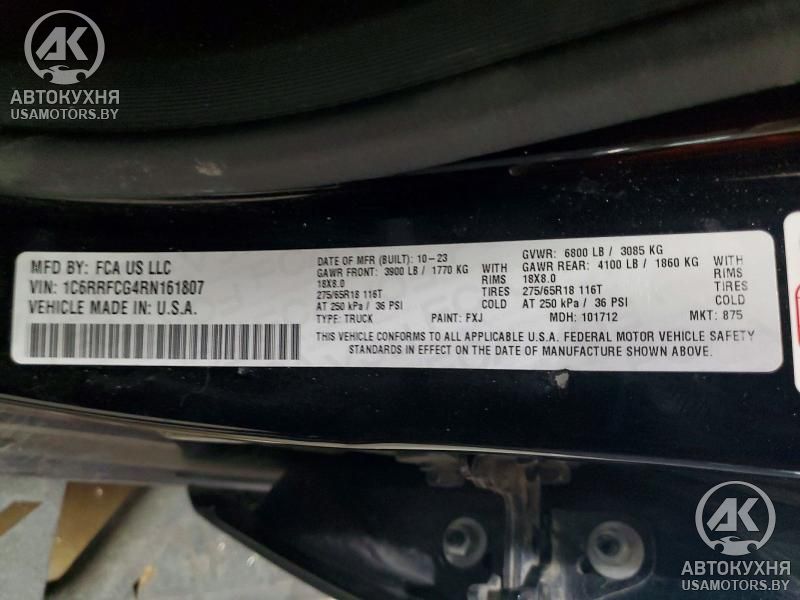 AK
АВТОКУХНЯ
USAMOTORS.BY
MFD BY: FCA US LLC
VIN: 1C6RRFCG4RN161807
VEHICLE MADE IN: U.S.A.
DATE OF MFR (BUILT): 10-23
GVWR: 6800 LB / 3085 KG
GAWR FRONT: 3900 LB / 1770 KG WITH
18X8.0 RIMS
275/65R18 116T TIRES
AT 250 kPa / 36 PSI COLD
GAWR REAR: 4100 LB / 1860 KG WITH
18X8.0 RIMS
275/65R18 116T TIRES
AT 250 kPa / 36 PSI COLD
TYPE: TRUCK PAINT: FXJ MDH: 101712 MKT: 875
THIS VEHICLE CONFORMS TO ALL APPLICABLE U.S.A. FEDERAL MOTOR VEHICLE SAFETY
STANDARDS IN EFFECT ON THE DATE OF MANUFACTURE SHOWN ABOVE.
AK
АВТОКУХНЯ
USAMOTORS.BY